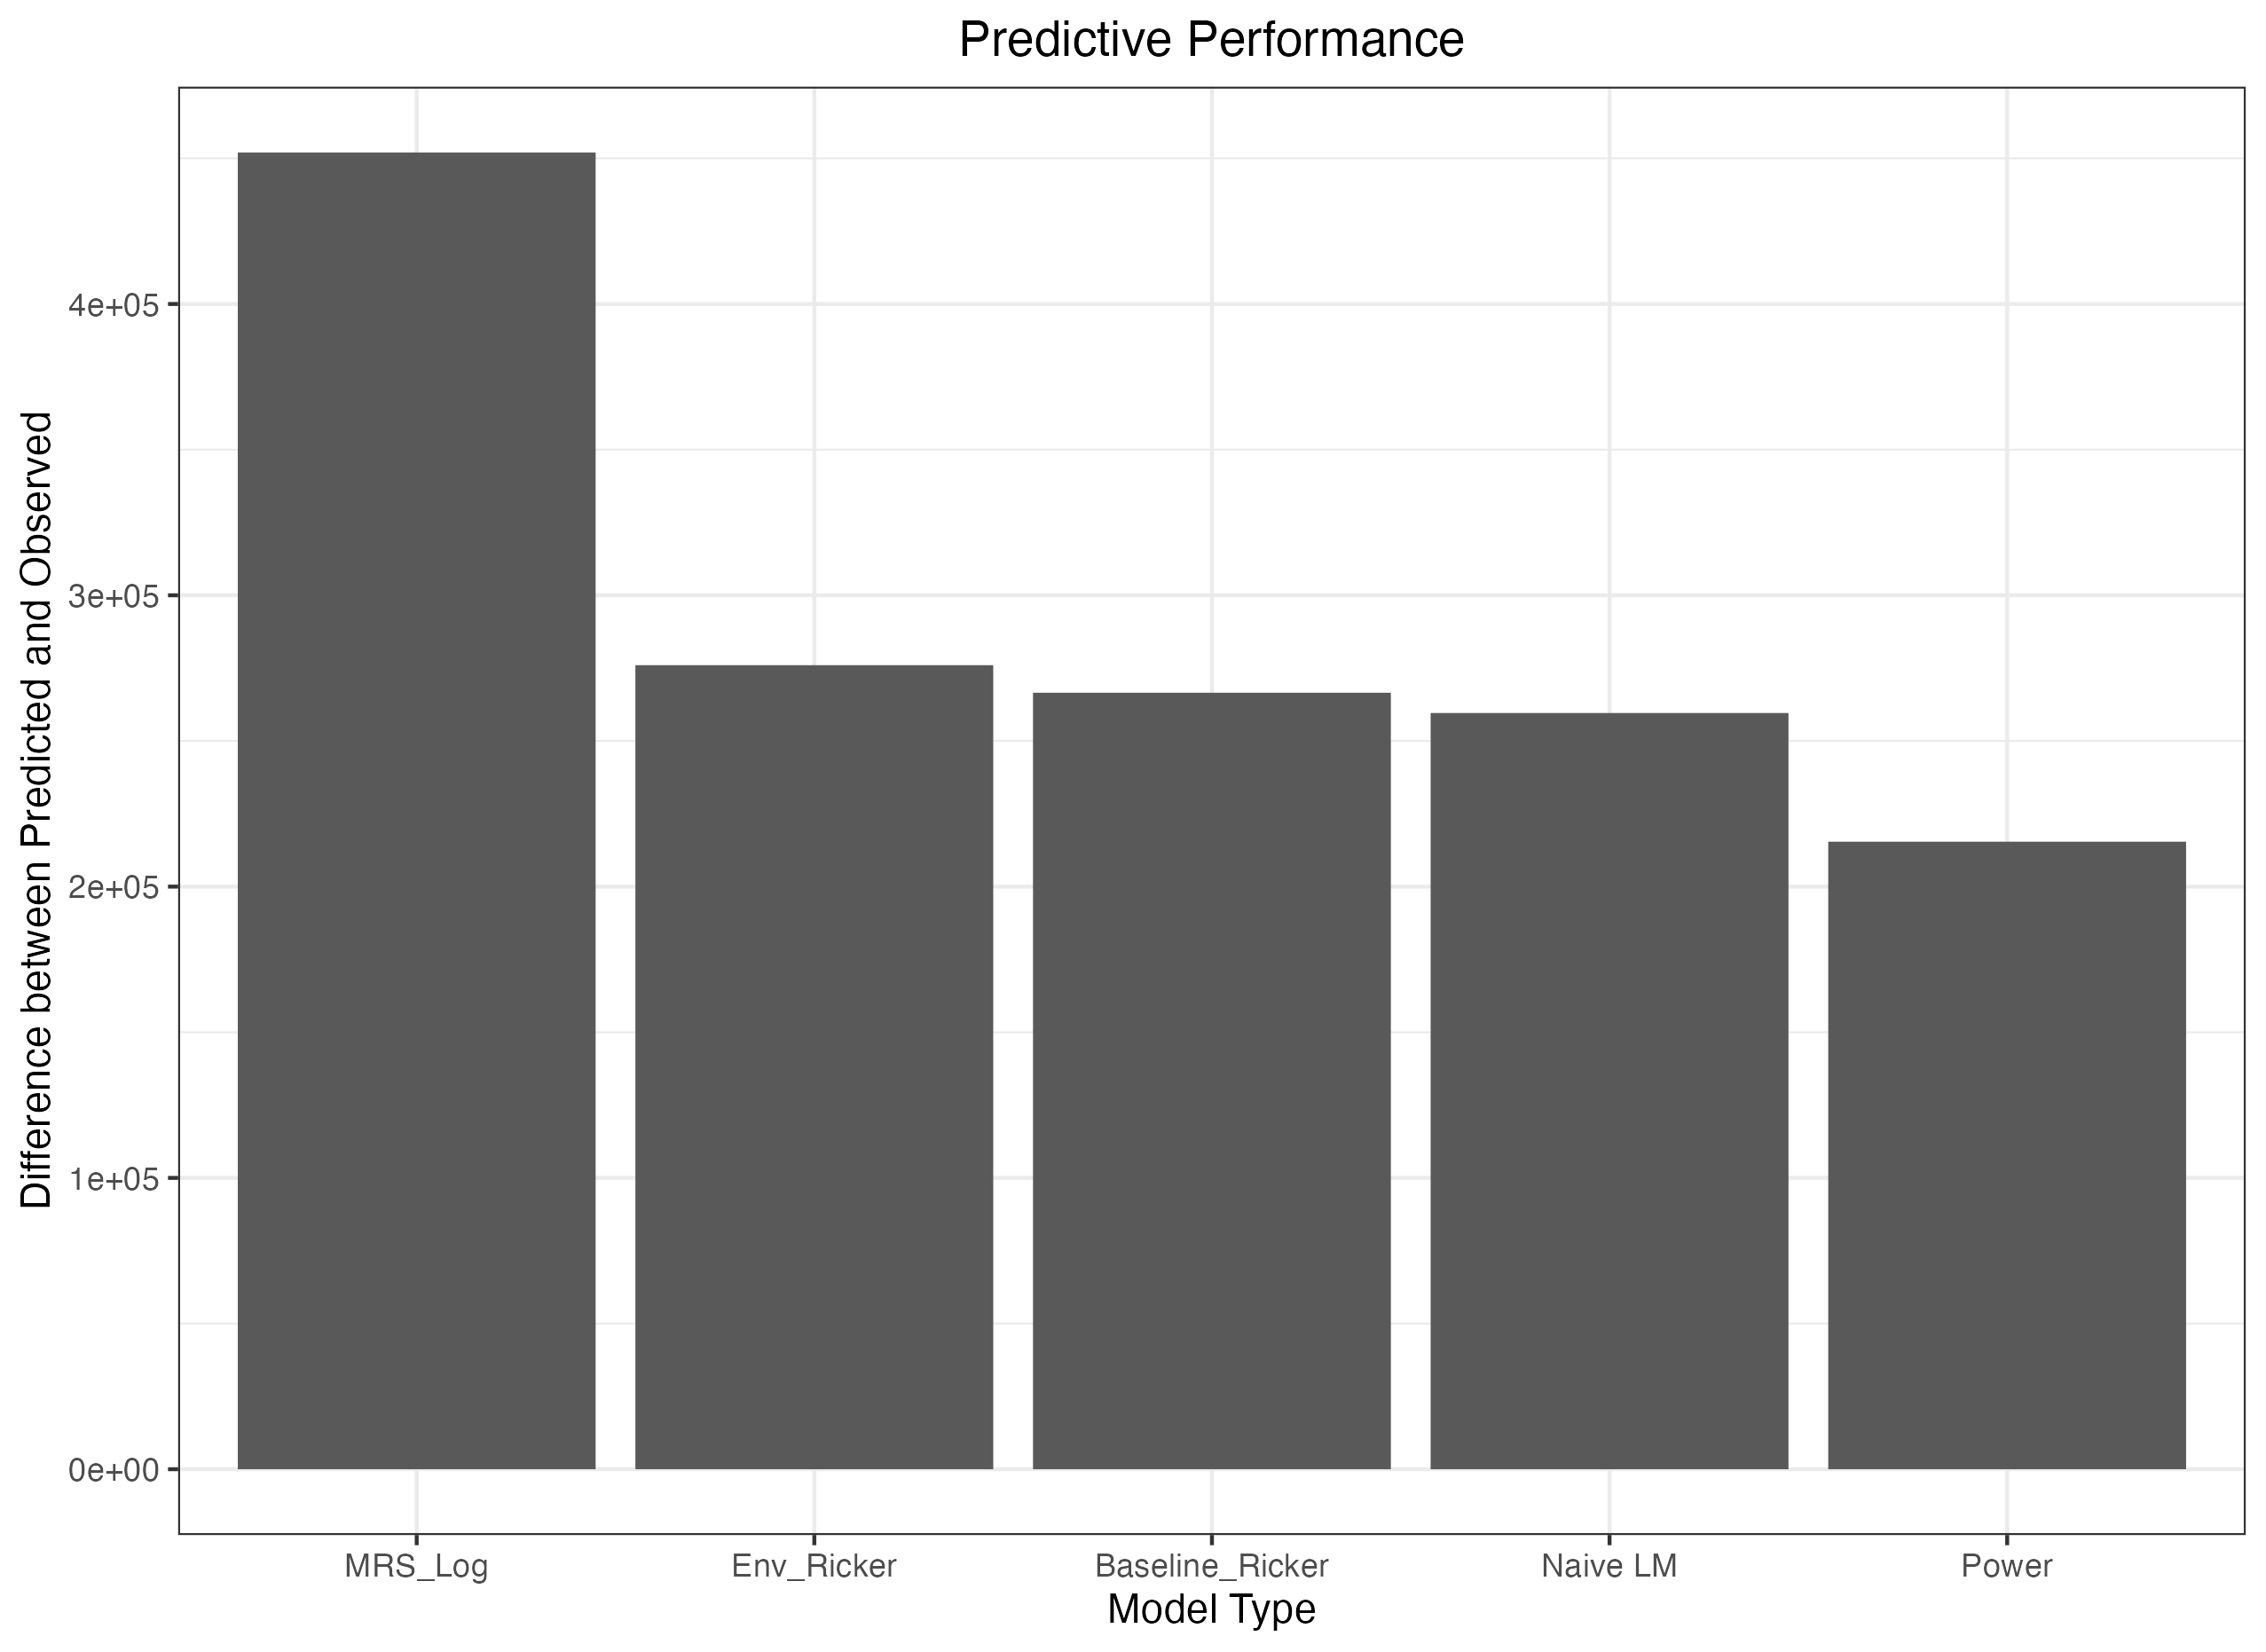 Predictive Performance
Difference between Predicted and Observed
4e+05
3e+05
2e+05
1e+05
0e+00
MRS_Log Env_Ricker Baseline_Ricker Naive LM Power
Model Type